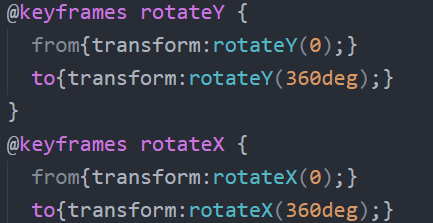 @keyframes rotateY {
from{transform:rotateY(0);}
to{transform:rotateY(360deg);}
}
@keyframes rotateX {
from{transform:rotateX(0);}
to{transform:rotateX(360deg);}